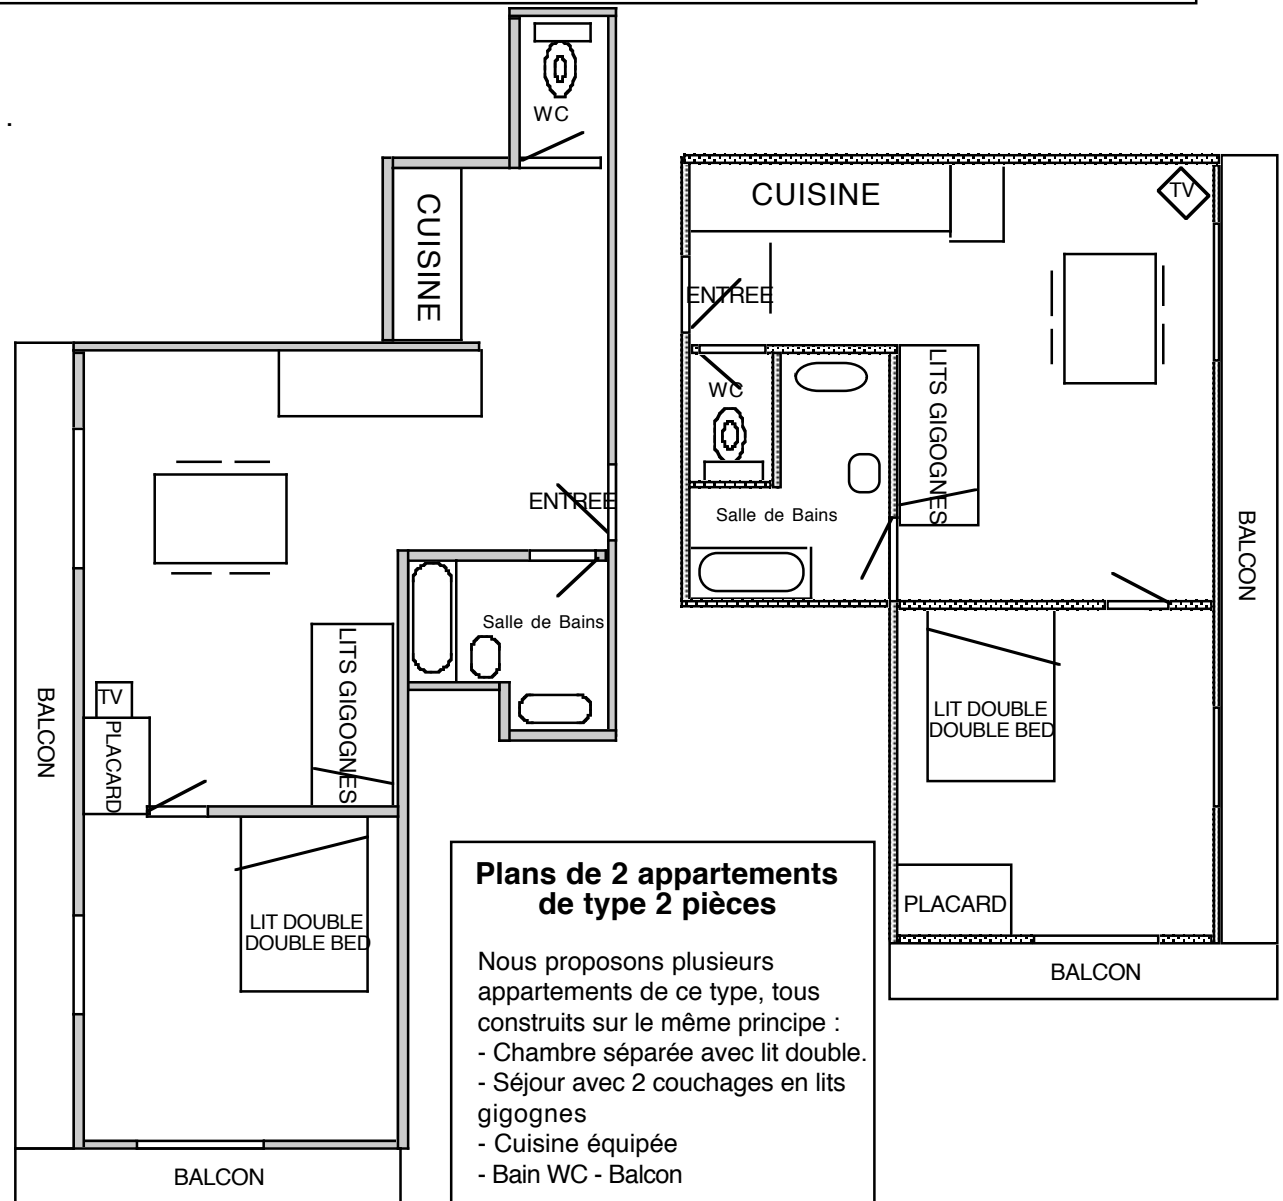 WC
CUISINE
ENTREE
Salle de Bains
LITS GIGOGNES
TV
PLACARD
BALCON
LIT DOUBLE
DOUBLE BED
BALCON
CUISINE
TV
ENTREE
WC
LITS GIGOGNES
Salle de Bains
BALCON
LIT DOUBLE
DOUBLE BED
PLACARD
BALCON
Plans de 2 appartements
de type 2 pièces
Nous proposons plusieurs
appartements de ce type, tous
construits sur le même principe :
- Chambre séparée avec lit double.
- Séjour avec 2 couchages en lits
gigognes
- Cuisine équipée
- Bain WC - Balcon